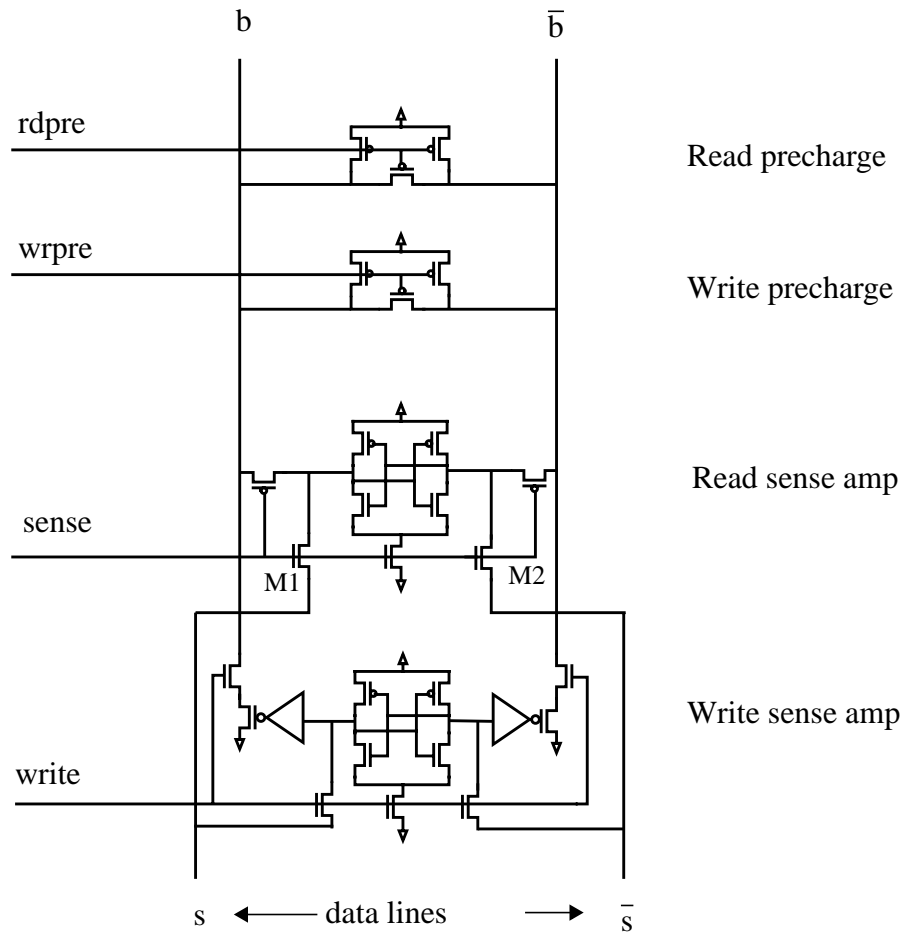 b b̅
rdpre
Read precharge
wrpre
Write precharge
Read sense amp
sense
M1 M2
Write sense amp
write
s data lines s̅